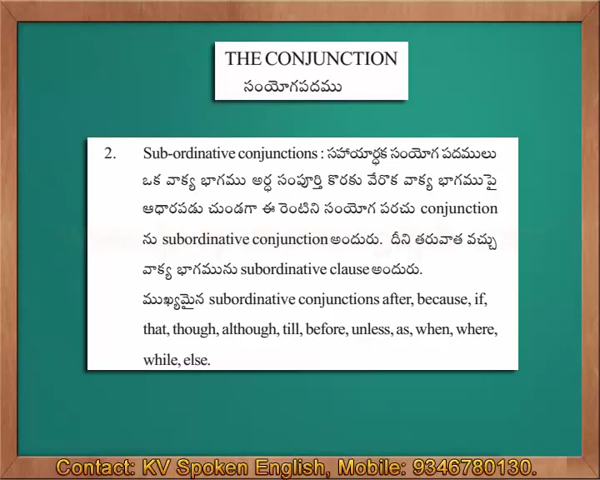 THE CONJUNCTION
సంయోగపదము
2. Sub-ordinative conjunctions : సహాయార్ధక సంయోగ పదములు
ఒక వాక్య భాగము అర్ధ సంపూర్తి కొరకు వేరొక వాక్య భాగముపై
ఆధారపడు చుండగా ఈ రెంటిని సంయోగ పరచు conjunction
ను subordinative conjunction అందురు. దీని తరువాత వచ్చు
వాక్య భాగమును subordinative clause అందురు.
ముఖ్యమైన subordinative conjunctions after, because, if,
that, though, although, till, before, unless, as, when, where,
while, else.
Contact: KV Spoken English, Mobile: 9346780130.